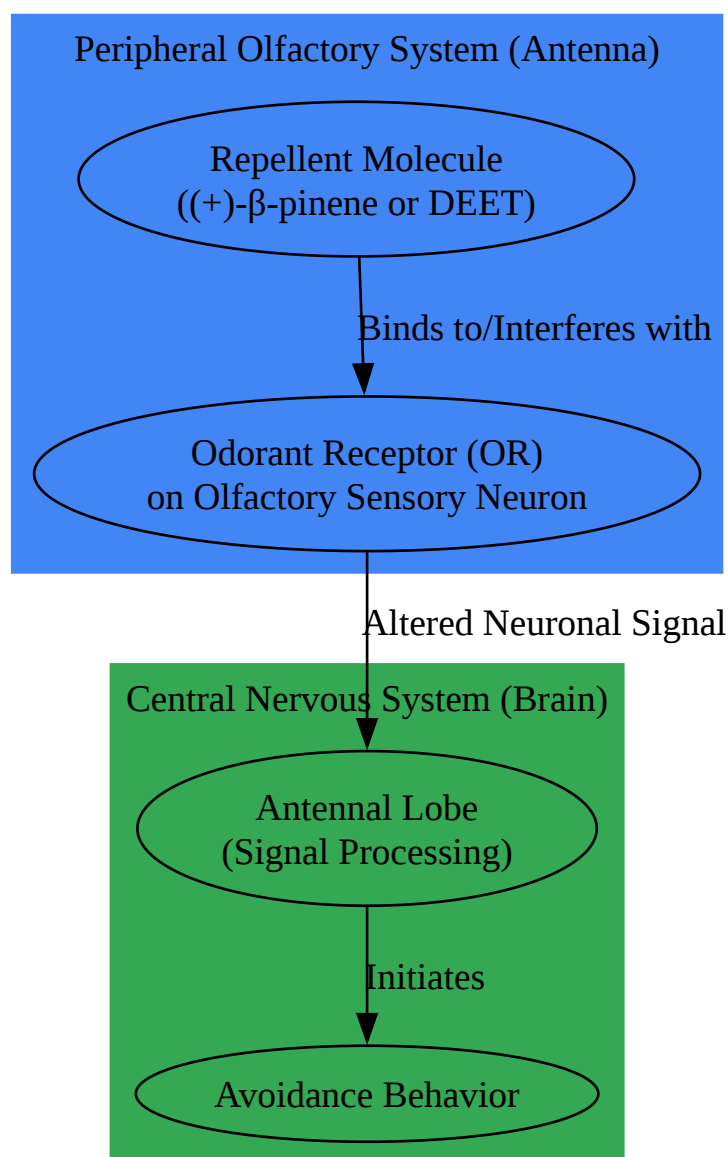 Peripheral Olfactory System (Antenna)
Repellent Molecule
((+)-β-pinene or DEET)
Binds to/Interferes with
Odorant Receptor (OR)
on Olfactory Sensory Neuron
Altered Neuronal Signal
Central Nervous System (Brain)
Antennal Lobe
(Signal Processing)
Initiates
Avoidance Behavior